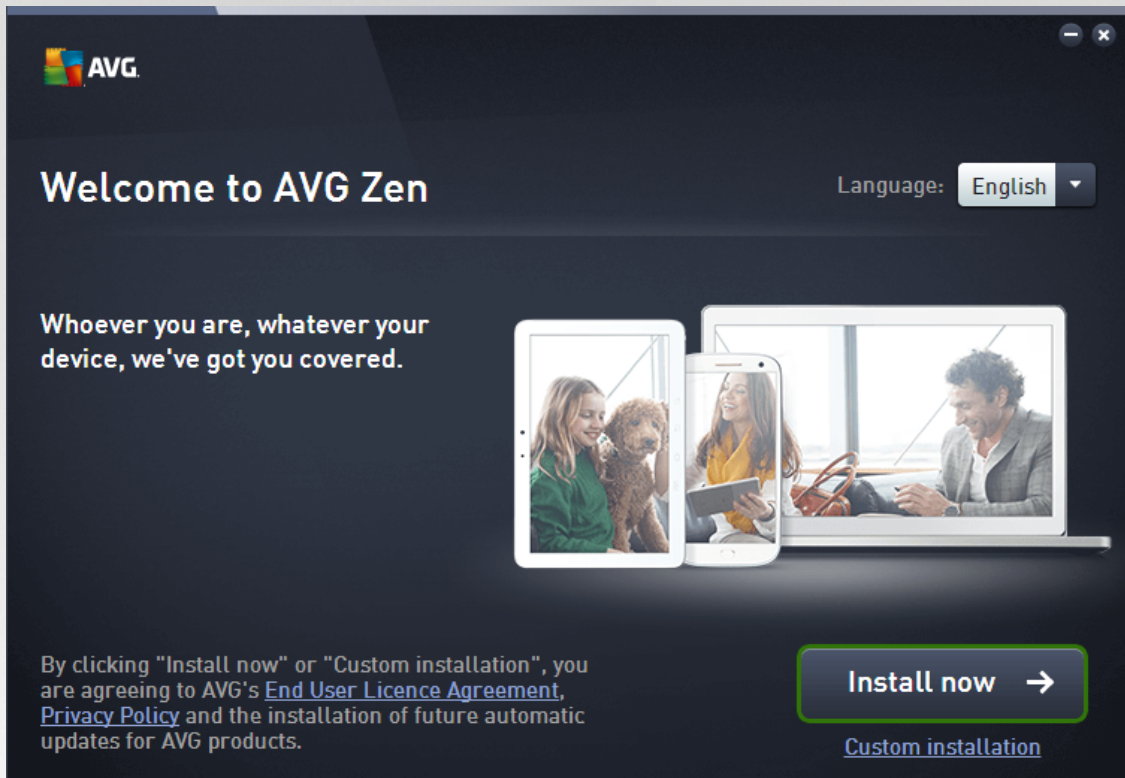 AVG.
Welcome to AVG Zen
Language: English
Whoever you are, whatever your
device, we've got you covered.
By clicking "Install now" or "Custom installation", you
are agreeing to AVG's End User Licence Agreement,
Privacy Policy and the installation of future automatic
updates for AVG products.
Install now
Custom installation